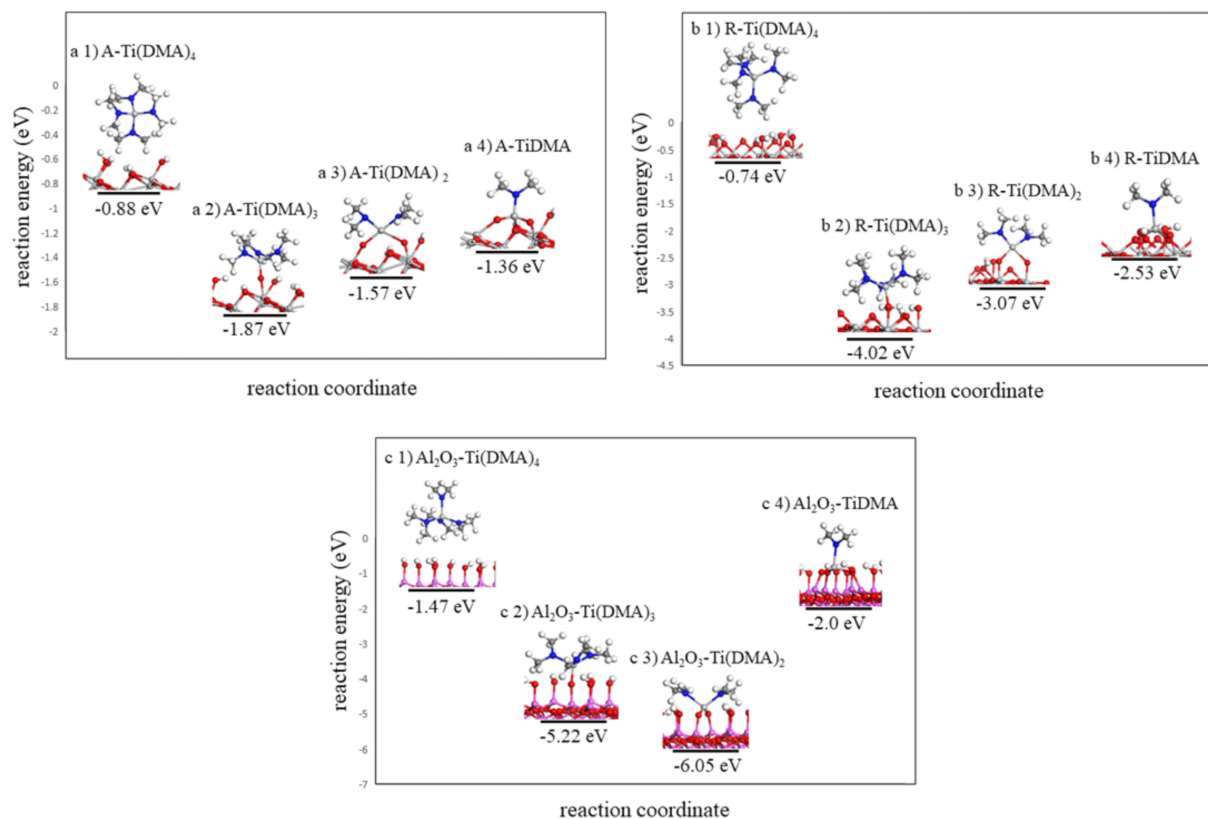 a 1) A-Ti(DMA)₄
reaction energy (eV)
0
-0.2
-0.4
-0.6
-0.8
-1
-1.2
-1.4
-1.6
-1.8
-2
-0.88 eV
a 2) A-Ti(DMA)₃
-1.87 eV
a 3) A-Ti(DMA)₂
-1.57 eV
a 4) A-TiDMA
-1.36 eV
reaction coordinate
b 1) R-Ti(DMA)₄
reaction energy (eV)
0
-0.5
-1
-1.5
-2
-2.5
-3
-3.5
-4
-4.5
-0.74 eV
b 2) R-Ti(DMA)₃
-4.02 eV
b 3) R-Ti(DMA)₂
-3.07 eV
b 4) R-TiDMA
-2.53 eV
reaction coordinate
c 1) Al₂O₃-Ti(DMA)₄
reaction energy (eV)
0
-1
-2
-3
-4
-5
-6
-7
-1.47 eV
c 2) Al₂O₃-Ti(DMA)₃
-5.22 eV
c 3) Al₂O₃-Ti(DMA)₂
-6.05 eV
c 4) Al₂O₃-TiDMA
-2.0 eV
reaction coordinate